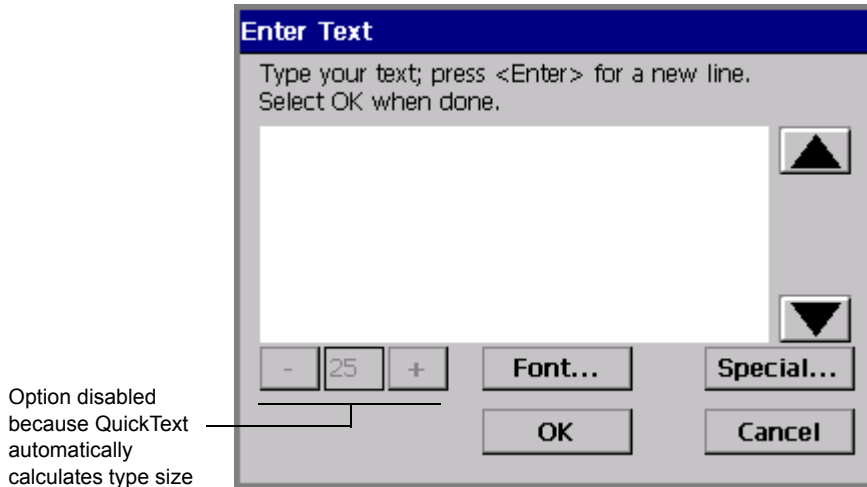 Enter Text
Type your text; press <Enter> for a new line.
Select OK when done.
- 25 + Font... Special...
OK Cancel
Option disabled
because QuickText
automatically
calculates type size